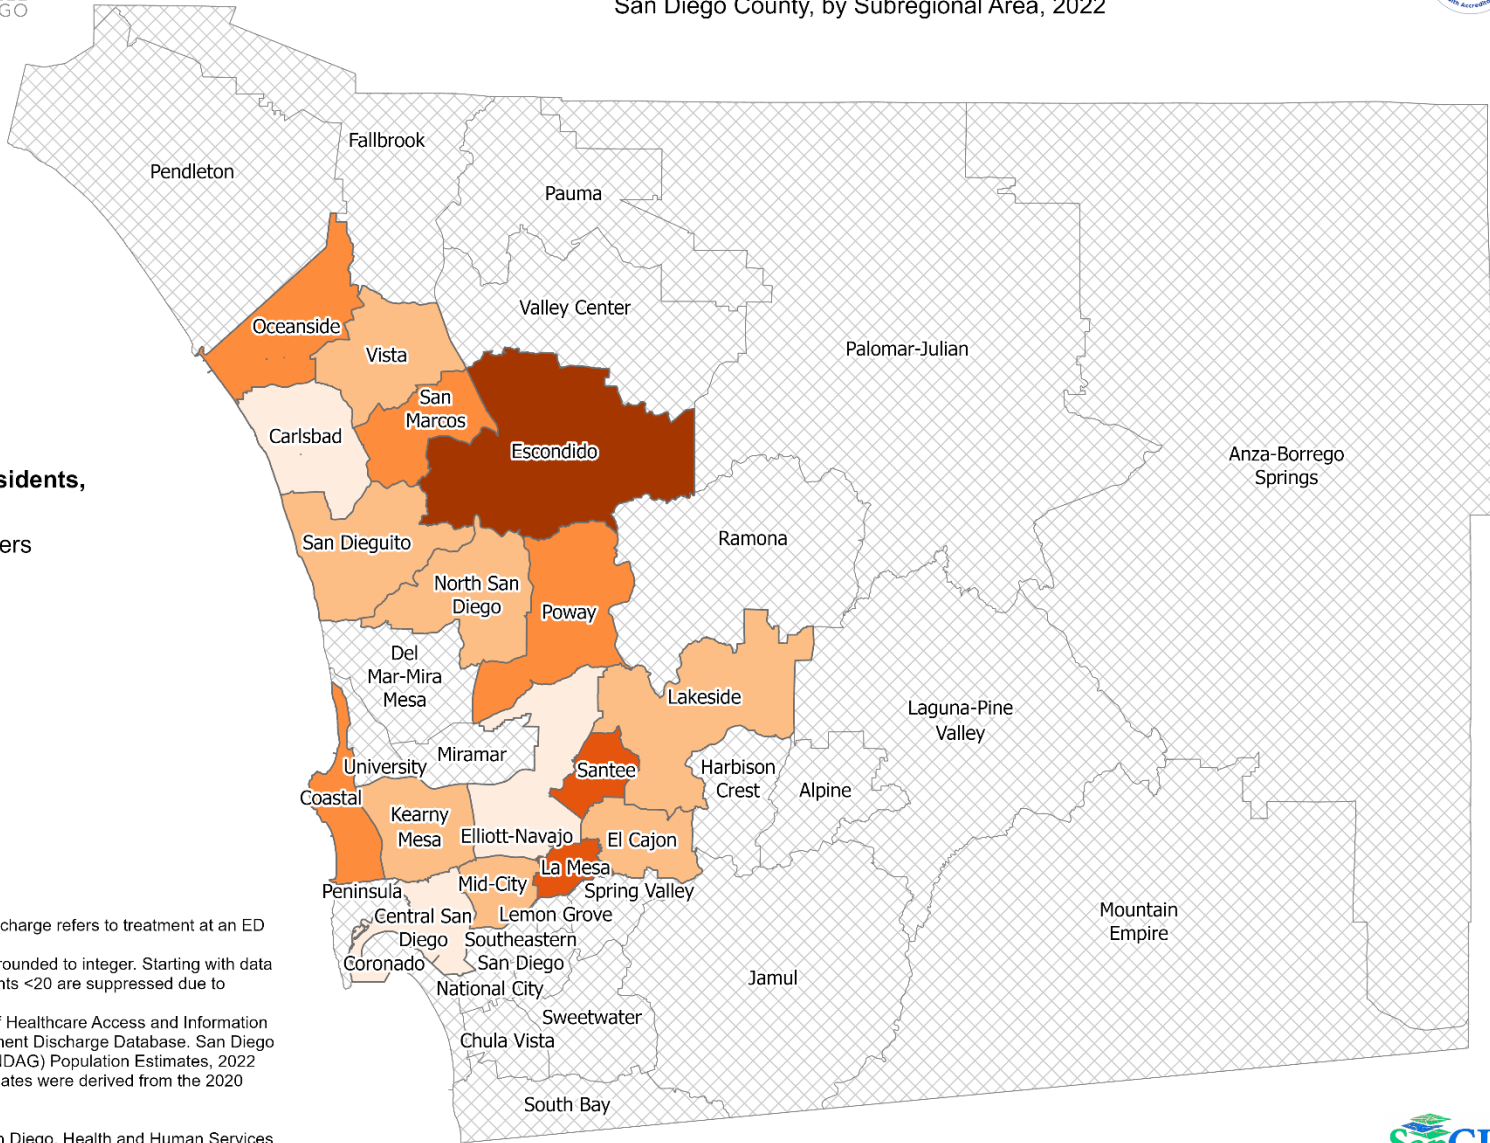 GO
San Diego County, by Subregional Area, 2022
Fallbrook
Pendleton
Pauma
Valley Center
Oceanside
Vista
Palomar-Julian
San
Marcos
Carlsbad
Escondido
Anza-Borrego
Springs
sidents,
ers
San Dieguito
Ramona
North San
Diego
Poway
Del
Mar-Mira
Mesa
Lakeside
Laguna-Pine
Valley
Miramar
University
Santee
Harbison
Crest
Alpine
Coastal
Kearny
Mesa
Elliott-Navajo
El Cajon
La Mesa
Mid-City
Peninsula
Spring Valley
Central San
Diego
Lemon Grove
Southeastern
San Diego
Coronado
National City
Mountain
Empire
Jamul
Sweetwater
Chula Vista
South Bay
charge refers to treatment at an ED
rounded to integer. Starting with data
nts <20 are suppressed due to
f Healthcare Access and Information
ment Discharge Database. San Diego
NDAG) Population Estimates, 2022
ates were derived from the 2020
n Diego, Health and Human Services